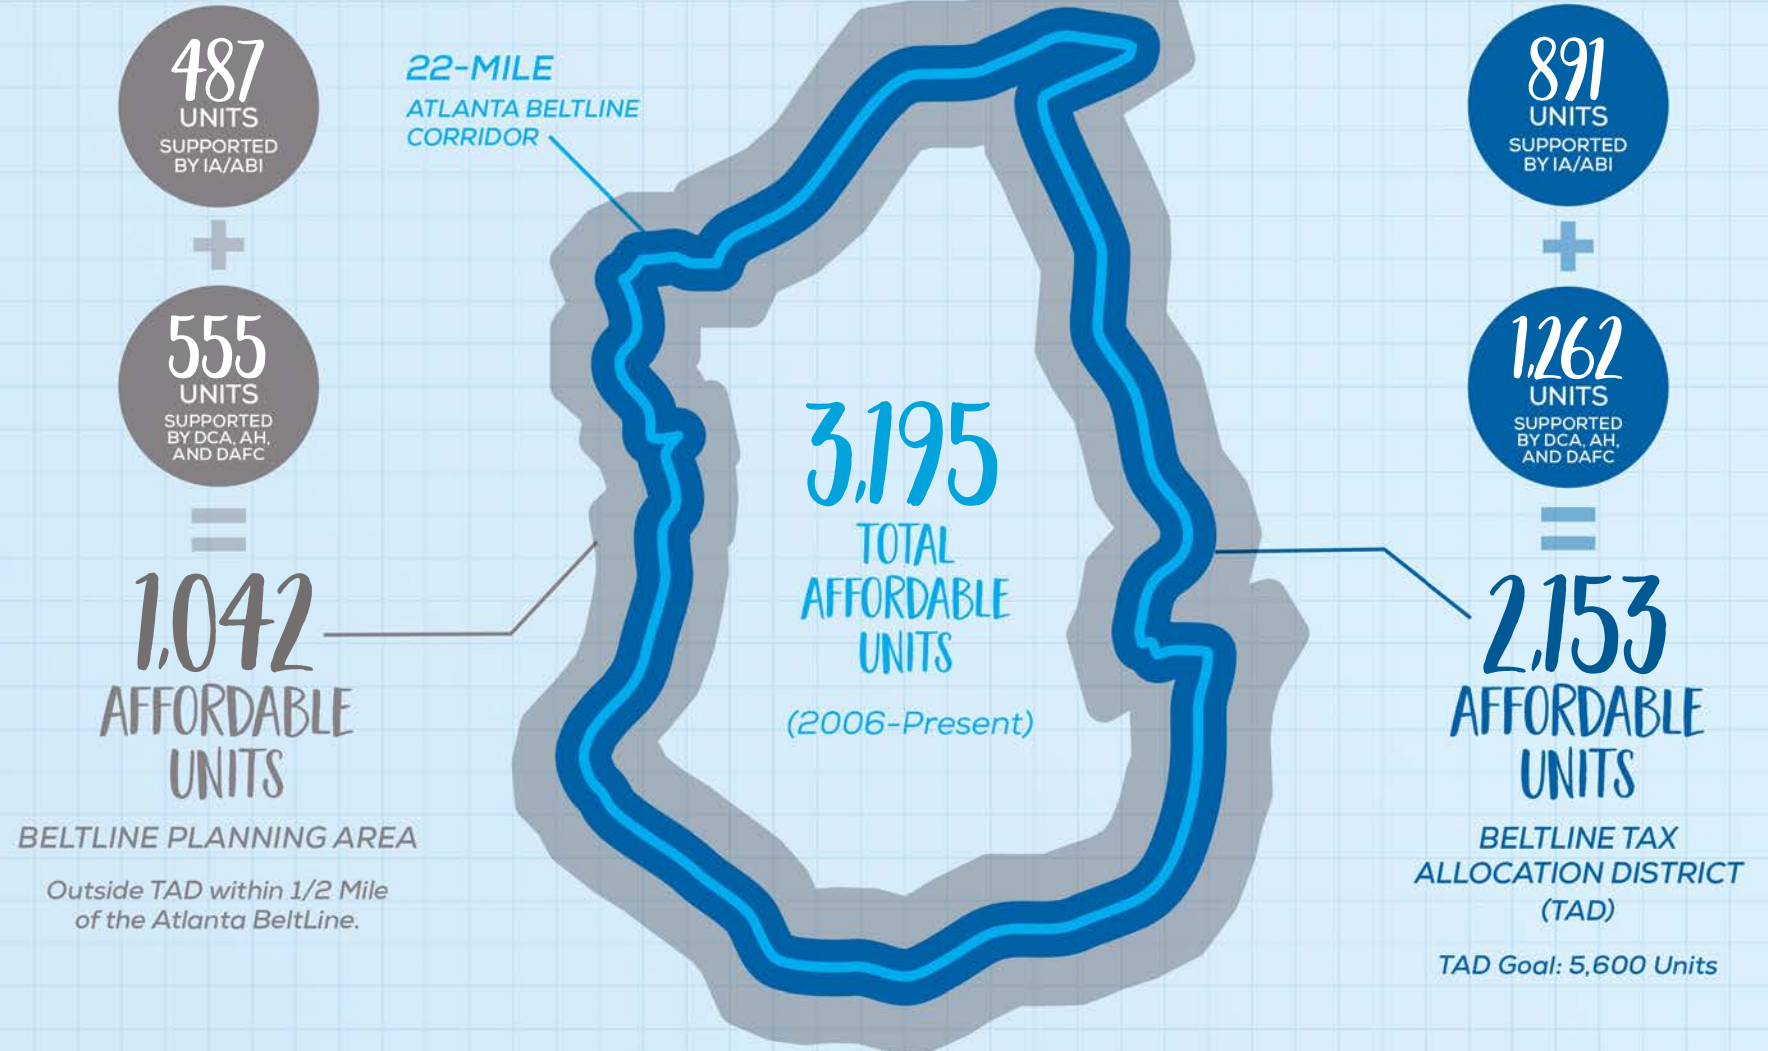 487
UNITS
SUPPORTED
BY IA/ABI
+
555
UNITS
SUPPORTED
BY DCA, AH,
AND DAFC
=
1,042
AFFORDABLE
UNITS
BELTLINE PLANNING AREA
Outside TAD within 1/2 Mile
of the Atlanta BeltLine.
22-MILE
ATLANTA BELTLINE
CORRIDOR
3,195
TOTAL
AFFORDABLE
UNITS
(2006-Present)
891
UNITS
SUPPORTED
BY IA/ABI
+
1,262
UNITS
SUPPORTED
BY DCA, AH,
AND DAFC
=
2,153
AFFORDABLE
UNITS
BELTLINE TAX
ALLOCATION DISTRICT
(TAD)
TAD Goal: 5,600 Units